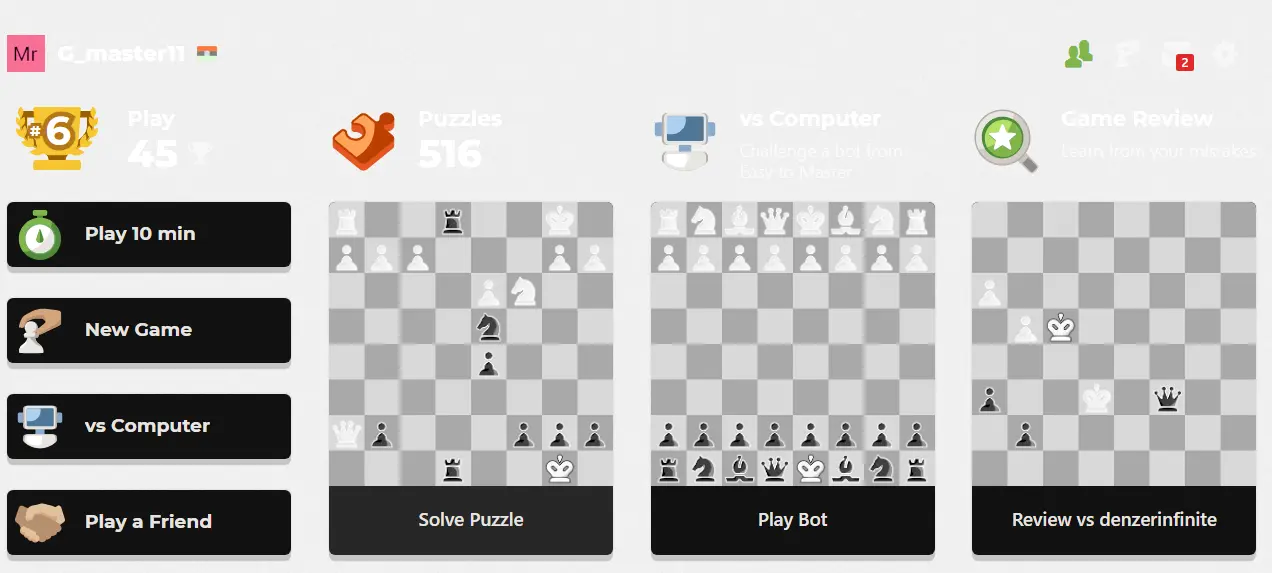 Mr
G_master11
2
#6
Play
45
Puzzles
516
vs Computer
Challenge a bot from
Easy to Master
Game Review
Learn from your mistakes
Play 10 min
New Game
vs Computer
Play a Friend
Solve Puzzle
Play Bot
Review vs denzerinfinite